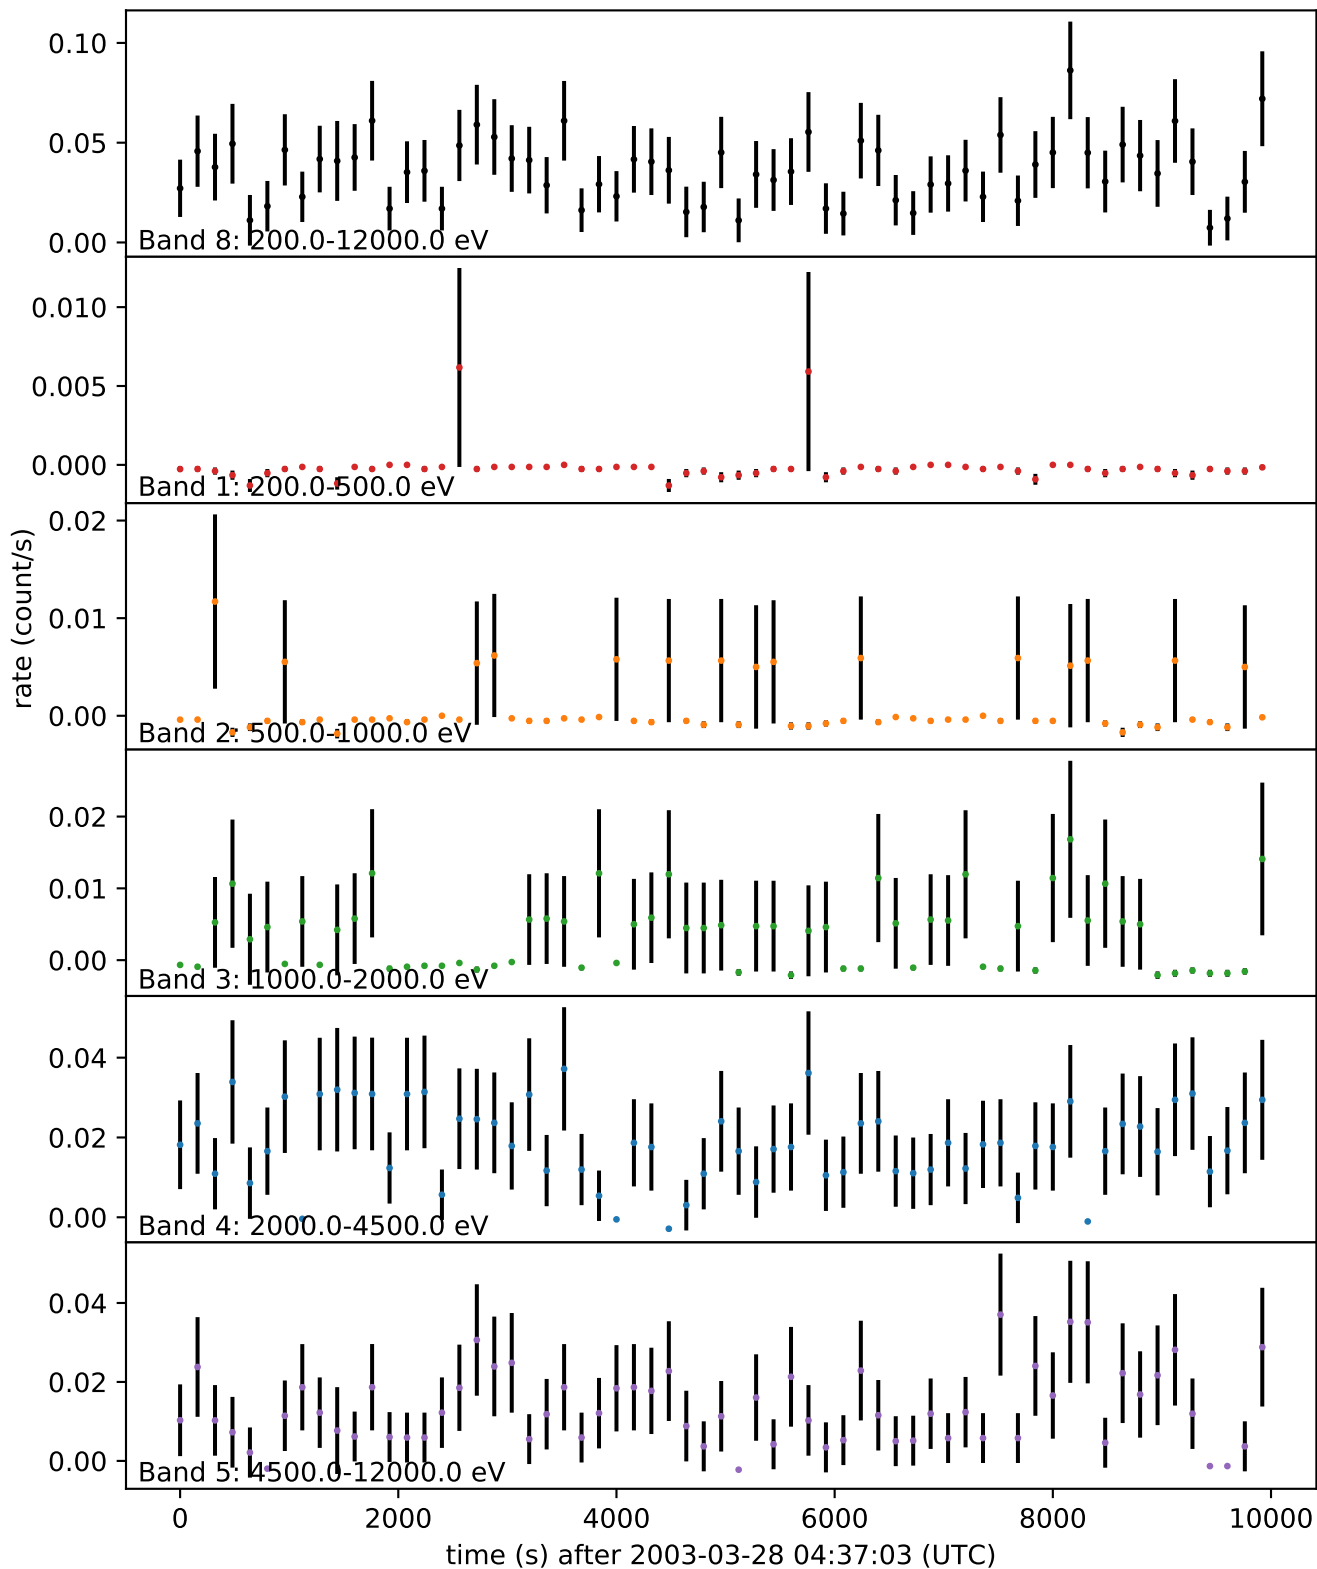 0.10
0.05
0.00
Band 8: 200.0-12000.0 eV
0.010
0.005
0.000
Band 1: 200.0-500.0 eV
0.02
0.01
0.00
Band 2: 500.0-1000.0 eV
rate (count/s)
0.02
0.01
0.00
Band 3: 1000.0-2000.0 eV
0.04
0.02
0.00
Band 4: 2000.0-4500.0 eV
0.04
0.02
0.00
Band 5: 4500.0-12000.0 eV
0 2000 4000 6000 8000 10000
time (s) after 2003-03-28 04:37:03 (UTC)